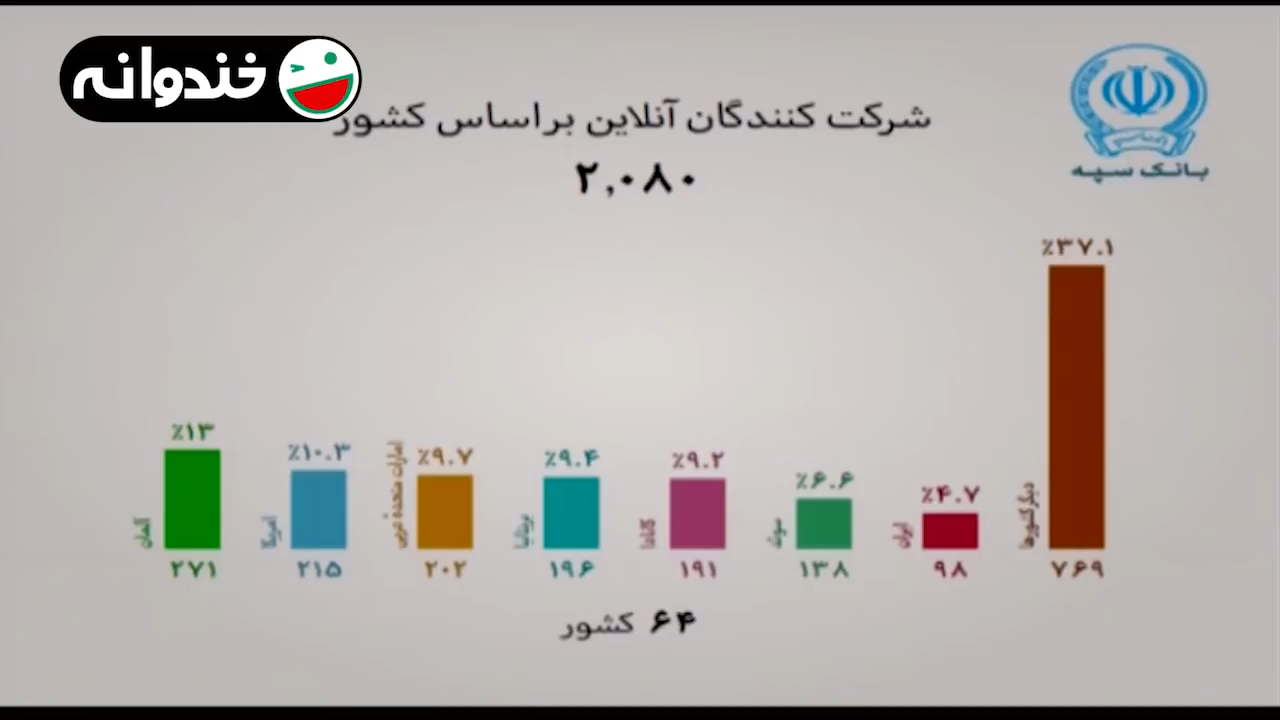 خندوانه
شرکت کنندگان آنلاین بر اساس کشور
۲,۰۸۰
بانک سپه
٪۱۳
٪۱۰.۳
٪۹.۷
٪۹.۴
٪۹.۲
٪۶.۶
٪۴.۷
٪۳۷.۱
آلمان
آمریکا
امارات متحده عربی
بریتانیا
کانادا
سوئد
ایران
دیگر کشورها
۲۷۱
۲۱۵
۲۰۲
۱۹۶
۱۹۱
۱۳۸
۹۸
۷۶۹
۶۴ کشور